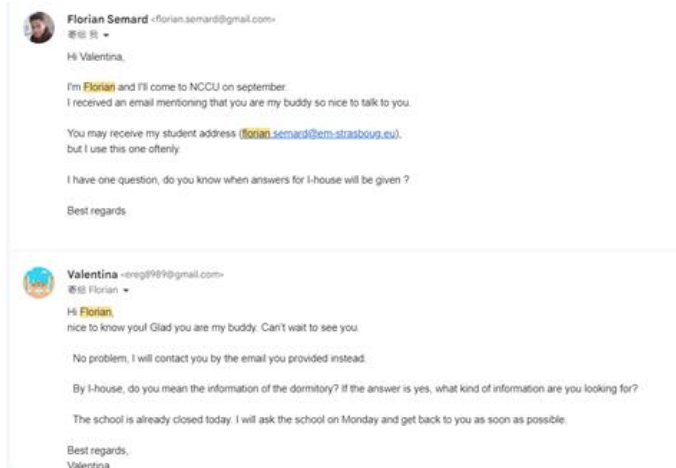 Florian Semard <florian.semard@gmail.com>
寄給 我
Hi Valentina,
I'm Florian and I'll come to NCCU on september.
I received an email mentioning that you are my buddy so nice to talk to you.
You may receive my student address (florian.semard@em-strasboug.eu),
but I use this one oftenly.
I have one question, do you know when answers for I-house will be given ?
Best regards
Valentina <ereg8989@gmail.com>
寄給 Florian
Hi Florian,
nice to know you! Glad you are my buddy. Can't wait to see you.
No problem, I will contact you by the email you provided instead.
By I-house, do you mean the information of the dormitory? If the answer is yes, what kind of information are you looking for?
The school is already closed today. I will ask the school on Monday and get back to you as soon as possible.
Best regards,
Valentina